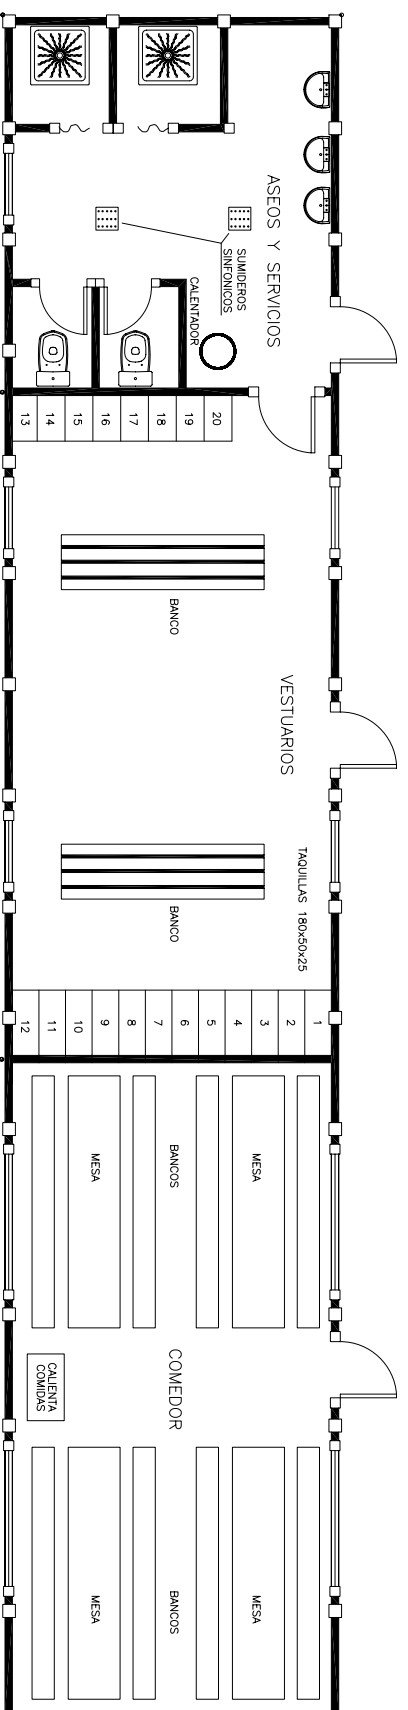 ASEOS Y SERVICIOS
SUMIDEROS
SINFONICOS
CALENTADOR
20
19
18
17
16
15
14
13
BANCO
VESTUARIOS
BANCO
TAQUILLAS 180x50x25
1
2
3
4
5
6
7
8
9
10
11
12
MESA
BANCOS
MESA
COMEDOR
CALIENTA
COMIDAS
MESA
BANCOS
MESA